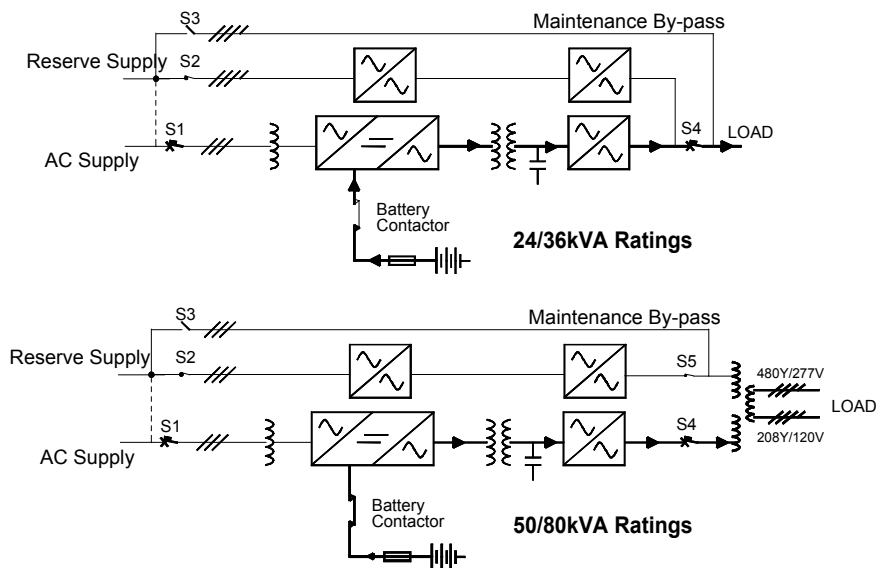 S3
Maintenance By-pass
Reserve Supply
S2
S1
S4
LOAD
AC Supply
Battery
Contactor
24/36kVA Ratings
S3
Maintenance By-pass
Reserve Supply
S2
S5
480Y/277V
LOAD
S1
S4
208Y/120V
AC Supply
Battery
Contactor
50/80kVA Ratings